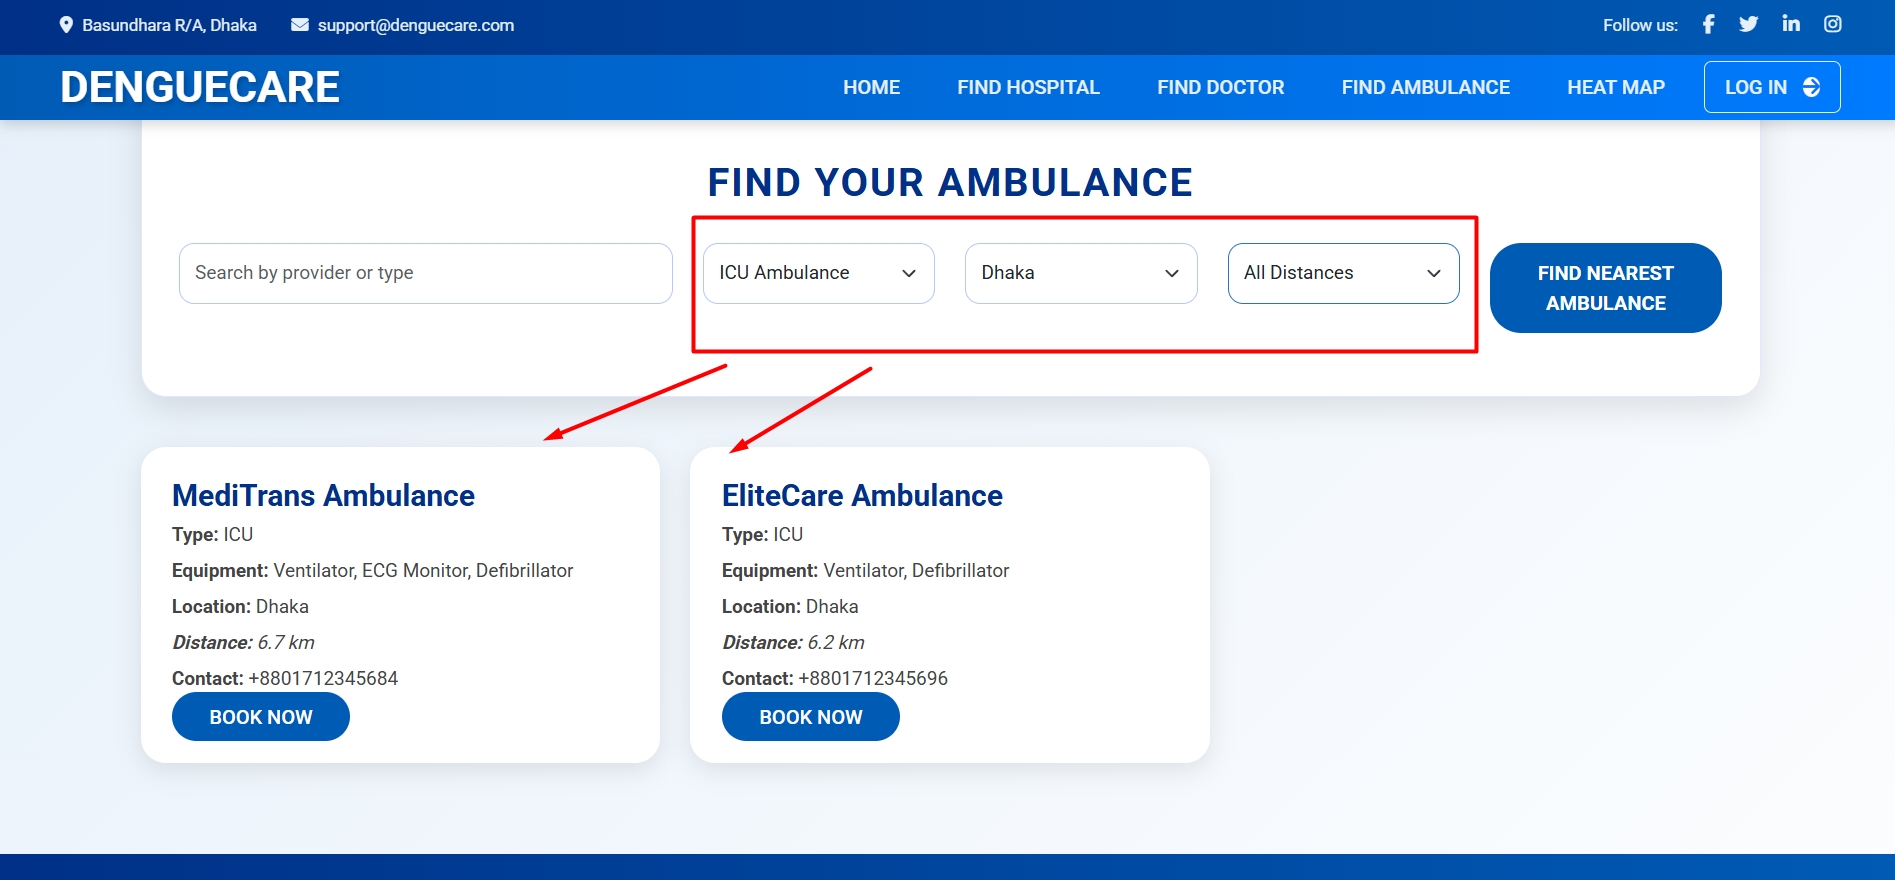 Basundhara R/A, Dhaka support@denguecare.com Follow us:
DENGUECARE HOME FIND HOSPITAL FIND DOCTOR FIND AMBULANCE HEAT MAP LOG IN
FIND YOUR AMBULANCE
Search by provider or type ICU Ambulance Dhaka All Distances FIND NEAREST
AMBULANCE
MediTrans Ambulance
Type: ICU
Equipment: Ventilator, ECG Monitor, Defibrillator
Location: Dhaka
Distance: 6.7 km
Contact: +8801712345684
BOOK NOW
EliteCare Ambulance
Type: ICU
Equipment: Ventilator, Defibrillator
Location: Dhaka
Distance: 6.2 km
Contact: +8801712345696
BOOK NOW